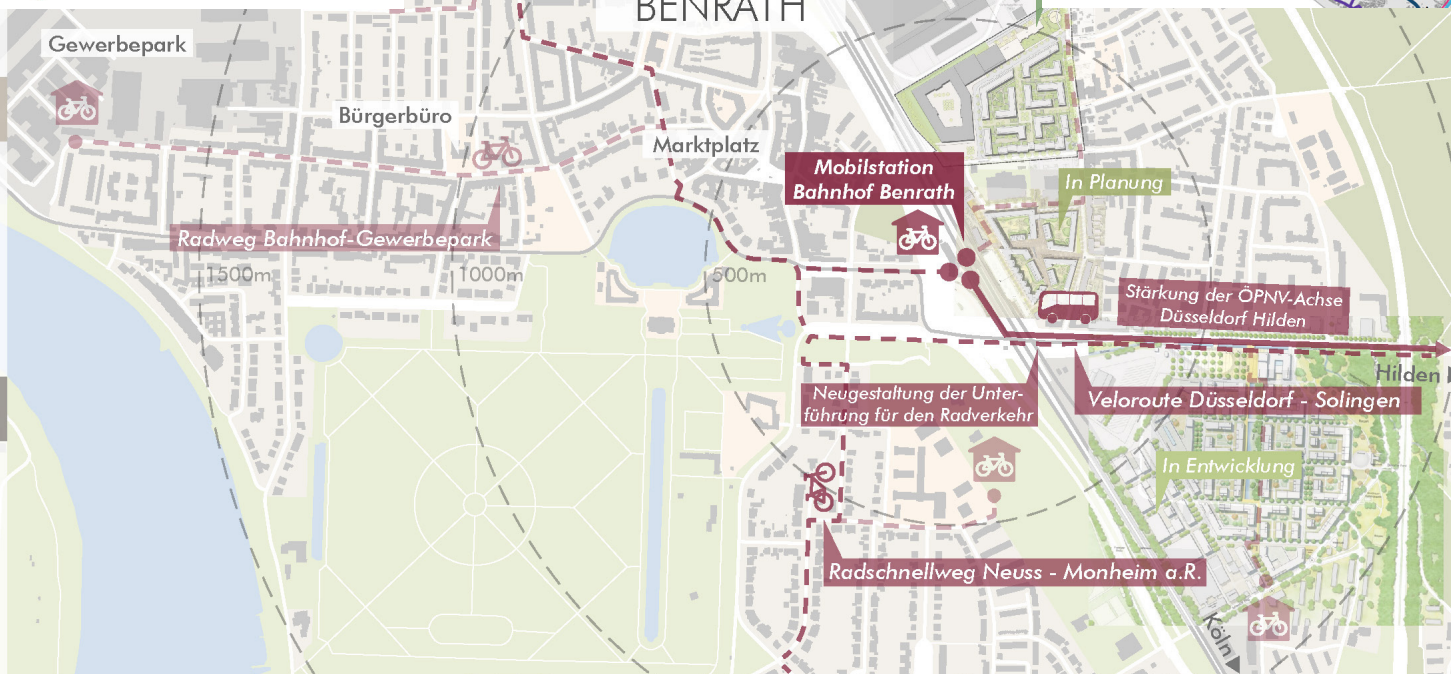 BENRATH
Gewerbepark
Bürgerbüro
Marktplatz
Mobilstation
Bahnhof Benrath
In Planung
Radweg Bahnhof-Gewerbepark
1500m
1000m
500m
Stärkung der ÖPNV-Achse
Düsseldorf Hilden
Hilden
Neugestaltung der Unter-
führung für den Radverkehr
Veloroute Düsseldorf - Solingen
In Entwicklung
Radschnellweg Neuss - Monheim a.R.
Köln